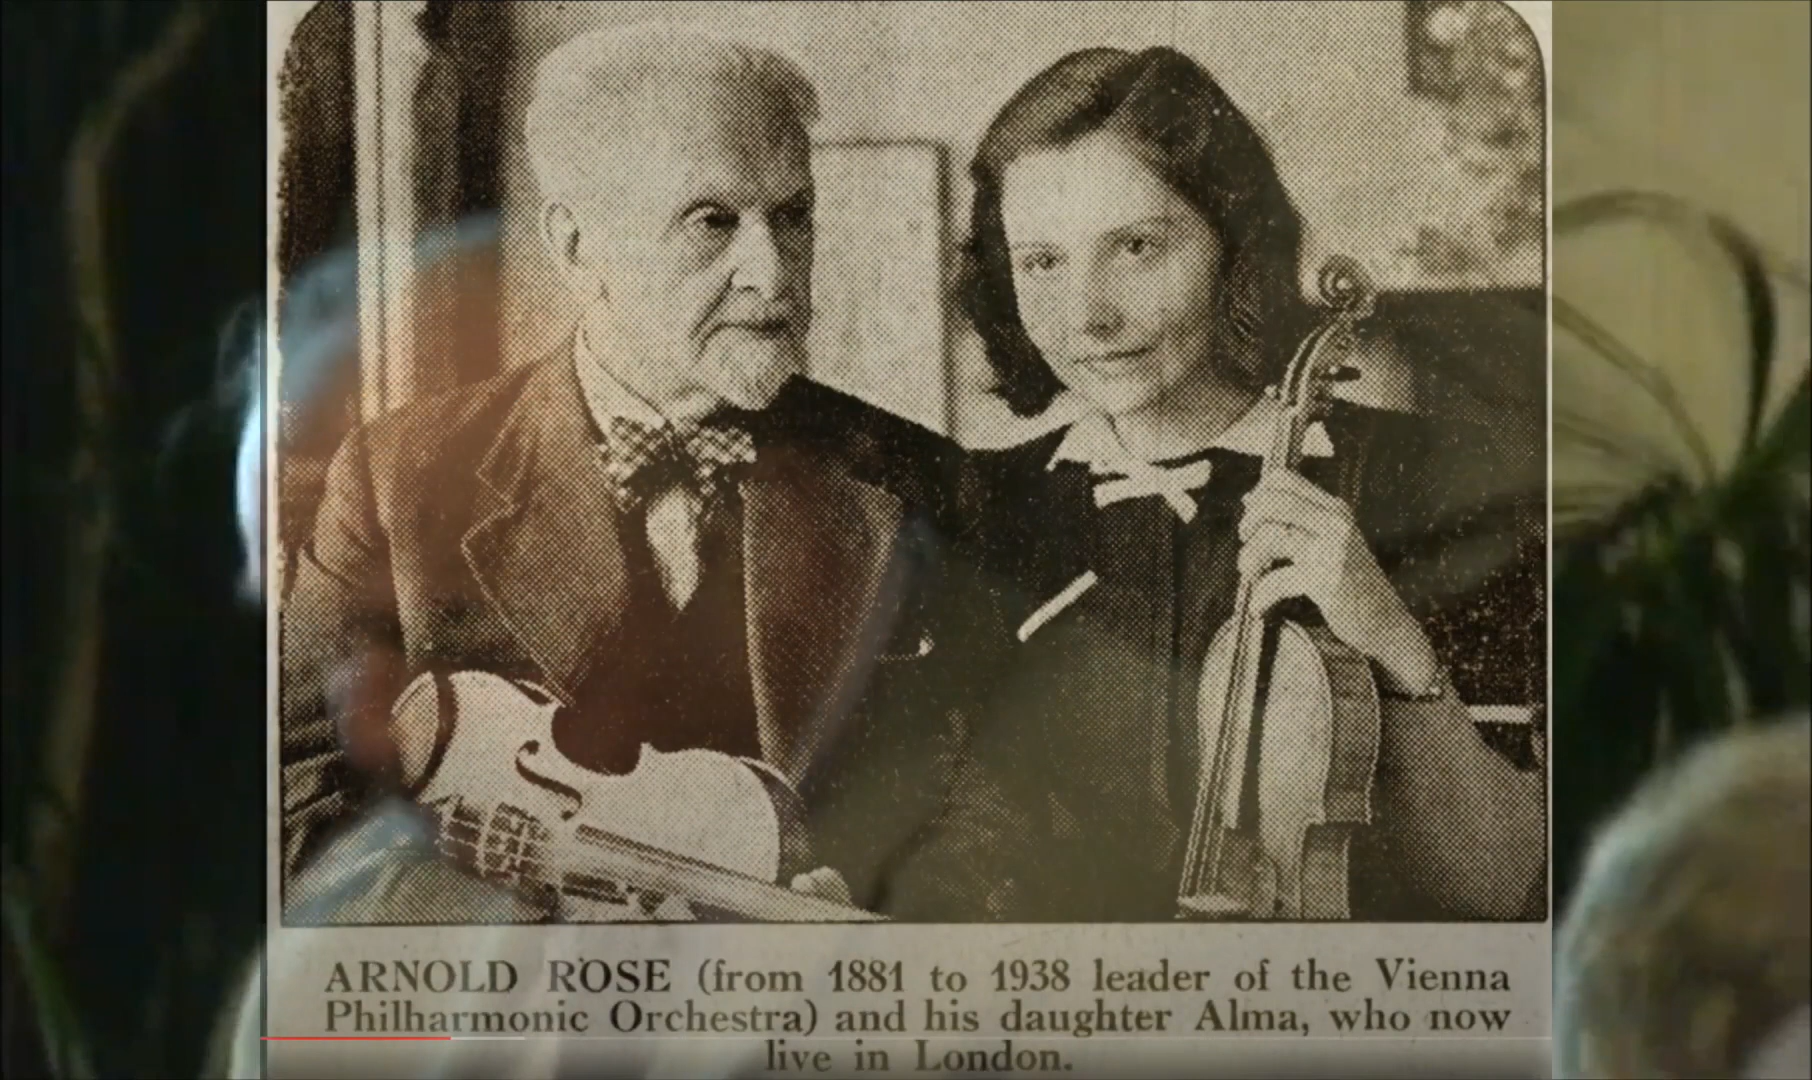 ARNOLD ROSE (from 1881 to 1938 leader of the Vienna
Philharmonic Orchestra) and his daughter Alma, who now
live in London.